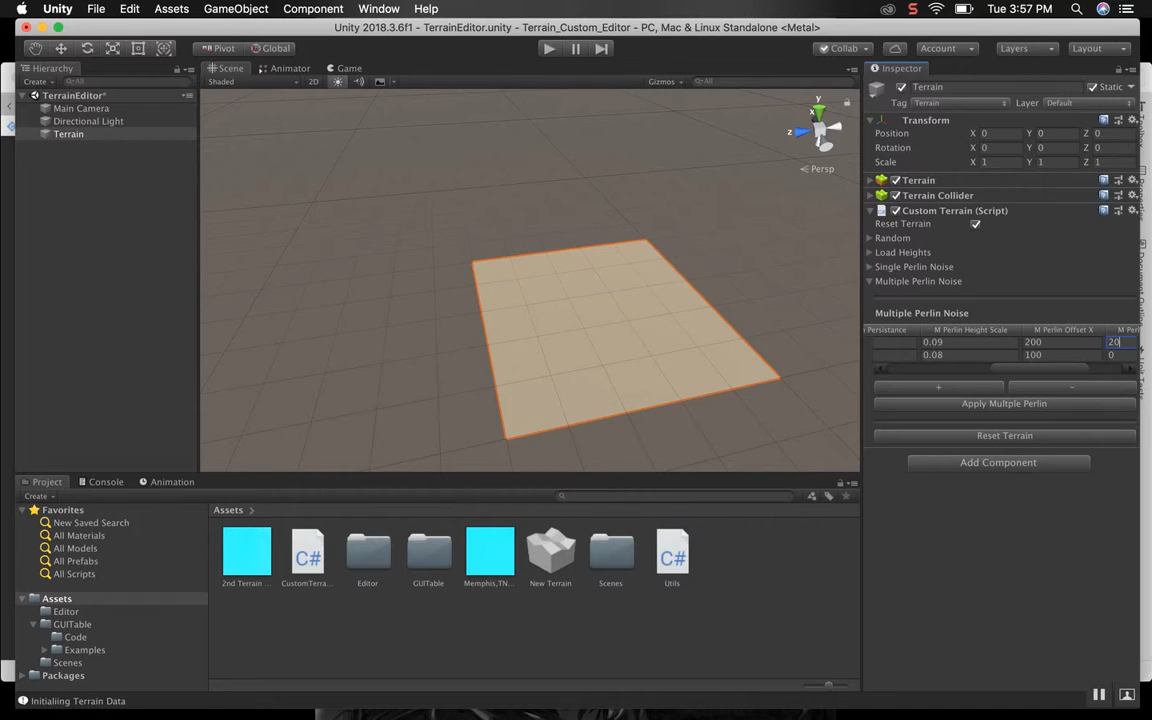 Unity File Edit Assets GameObject Component Window Help Tue 3:57 PM
Unity 2018.3.6f1 - TerrainEditor.unity - Terrain_Custom_Editor - PC, Mac & Linux Standalone <Metal>
Pivot Global Collab Account Layers Layout
Hierarchy
Create All
TerrainEditor*
Main Camera
Directional Light
Terrain
Scene Animator Game
Shaded 2D Gizmos All
y
x
z
Persp
Inspector
Terrain Static
Tag Terrain Layer Default
Transform
Position X 0 Y 0 Z 0
Rotation X 0 Y 0 Z 0
Scale X 1 Y 1 Z 1
Terrain
Terrain Collider
Custom Terrain (Script)
Reset Terrain
Random
Load Heights
Single Perlin Noise
Multiple Perlin Noise
Multiple Perlin Noise
Persistance M Perlin Height Scale M Perlin Offset X M Perl
0.09 200 20
0.08 100 0
+ -
Apply Multple Perlin
Reset Terrain
Add Component
Project Console Animation
Create
Favorites
New Saved Search
All Materials
All Models
All Prefabs
All Scripts
Assets
Editor
GUITable
Code
Examples
Scenes
Packages
Assets
C# C#
2nd Terrain ... CustomTerra... Editor GUITable Memphis,TN... New Terrain Scenes Utils
Initialiing Terrain Data